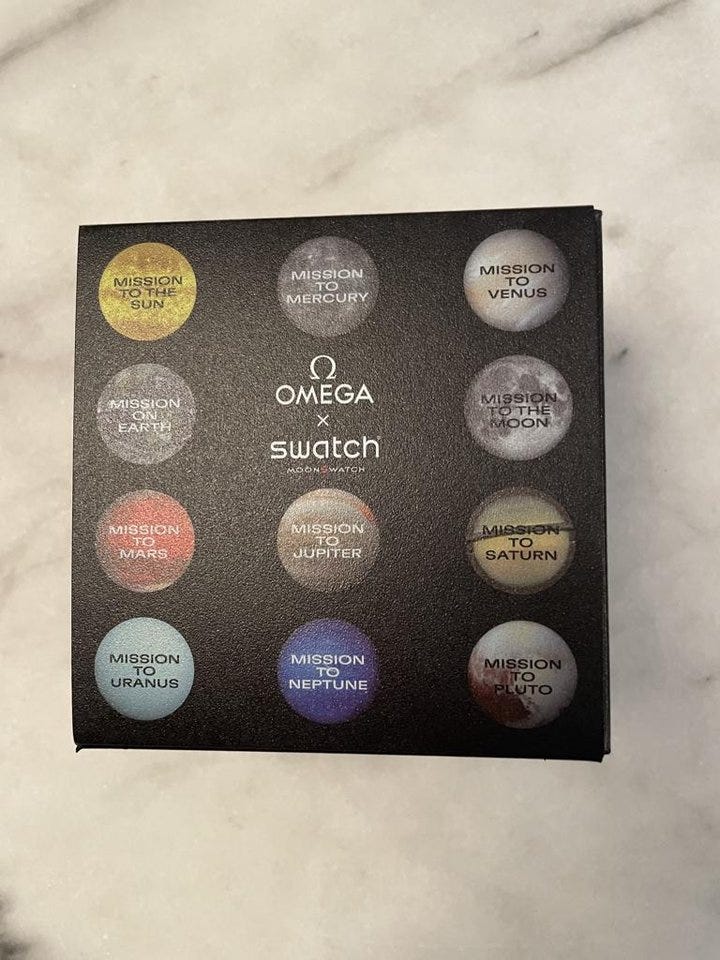 MISSION
TO THE
SUN
MISSION
TO
MERCURY
MISSION
TO
VENUS
MISSION
ON
EARTH
Ω
OMEGA
×
swatch
MOONSWATCH
MISSION
TO THE
MOON
MISSION
TO
MARS
MISSION
TO
JUPITER
MISSION
TO
SATURN
MISSION
TO
URANUS
MISSION
TO
NEPTUNE
MISSION
TO
PLUTO